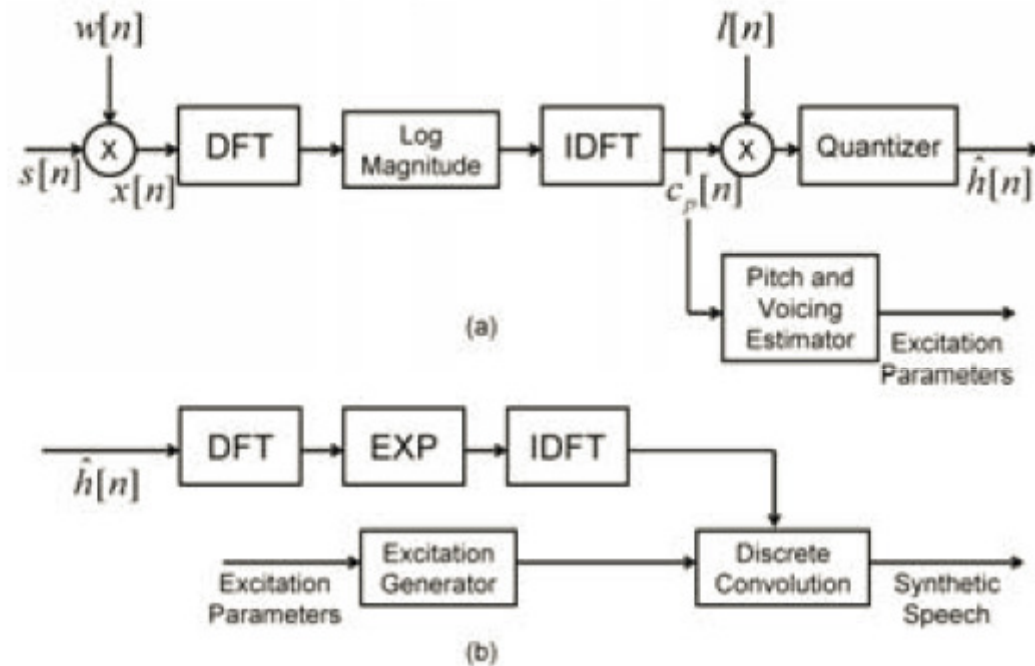 w[n]
l[n]
s[n]
x
x[n]
DFT
Log
Magnitude
IDFT
c_p[n]
x
Quantizer
ĥ[n]
Pitch and
Voicing
Estimator
Excitation
Parameters
(a)
ĥ[n]
DFT
EXP
IDFT
Excitation
Parameters
Excitation
Generator
Discrete
Convolution
Synthetic
Speech
(b)